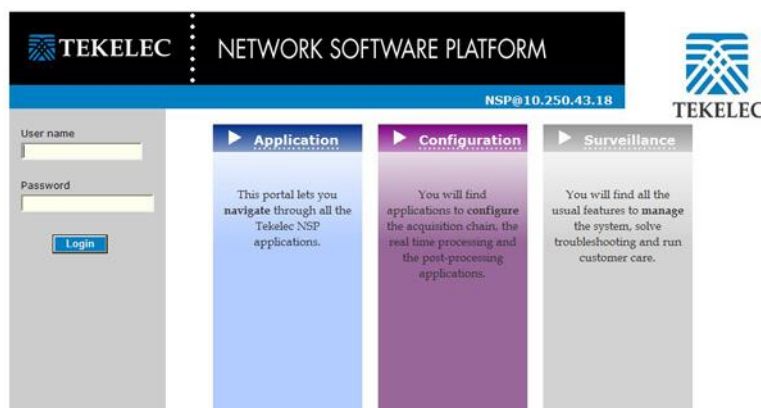 TEKELEC
NETWORK SOFTWARE PLATFORM
NSP@10.250.43.18
TEKELEC
User name
Password
Login
Application
This portal lets you
navigate through all the
Tekelec NSP
applications.
Configuration
You will find
applications to configure
the acquisition chain, the
real time processing and
the post-processing
applications.
Surveillance
You will find all the
usual features to manage
the system, solve
troubleshooting and run
customer care.